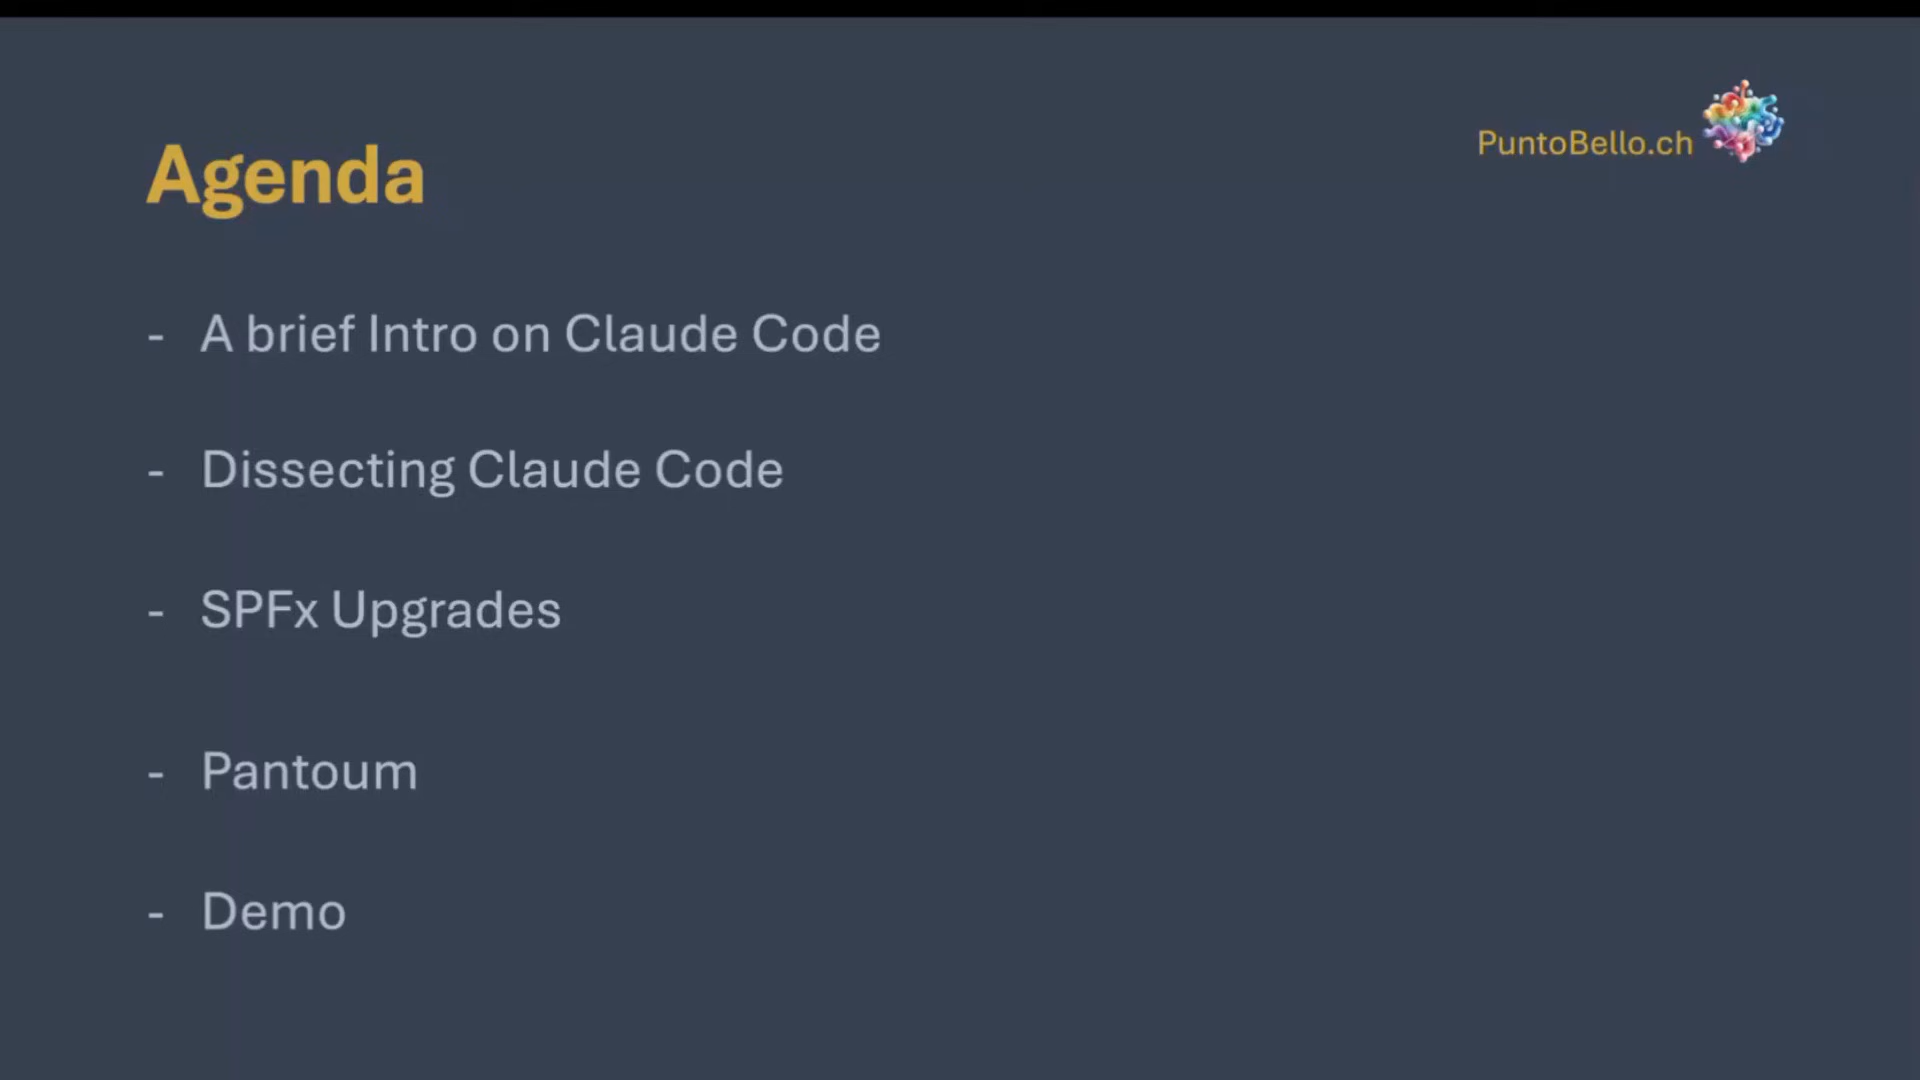 PuntoBello.ch
Agenda
- A brief Intro on Claude Code
- Dissecting Claude Code
- SPFx Upgrades
- Pantoum
- Demo